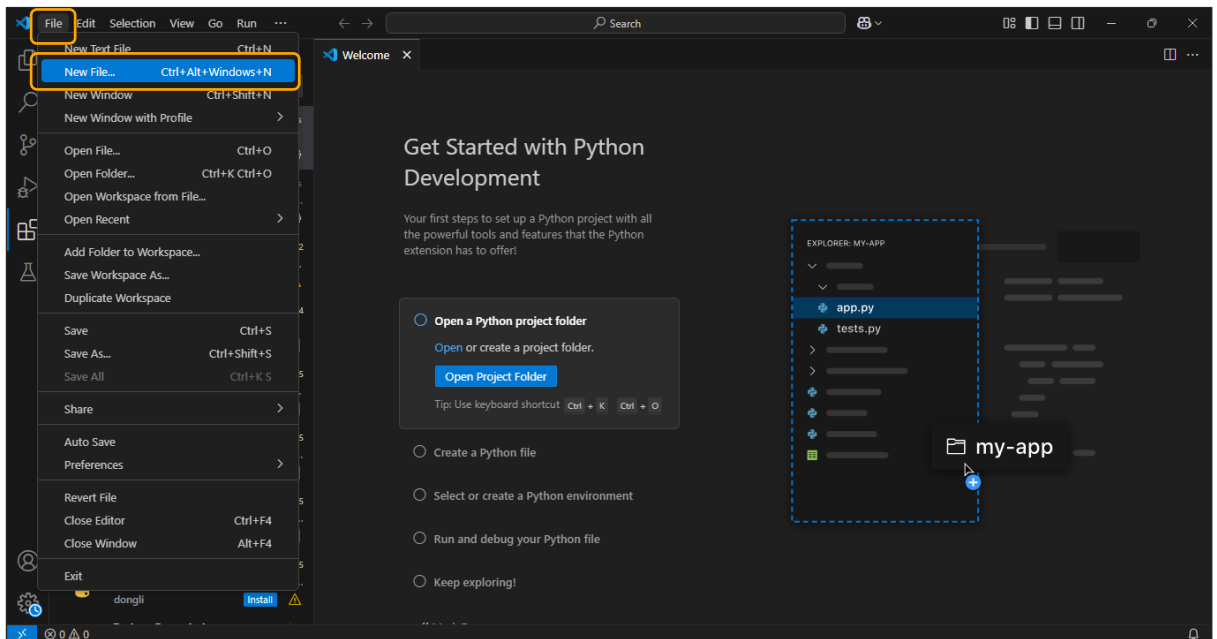 File Edit Selection View Go Run ··· Search
New Text File Ctrl+N
New File... Ctrl+Alt+Windows+N
New Window Ctrl+Shift+N
New Window with Profile
Open File... Ctrl+O
Open Folder... Ctrl+K Ctrl+O
Open Workspace from File...
Open Recent
Add Folder to Workspace...
Save Workspace As...
Duplicate Workspace
Save Ctrl+S
Save As... Ctrl+Shift+S
Save All Ctrl+K S
Share
Auto Save
Preferences
Revert File
Close Editor Ctrl+F4
Close Window Alt+F4
Exit
dongli Install
0 0
Welcome
Get Started with Python
Development
Your first steps to set up a Python project with all
the powerful tools and features that the Python
extension has to offer!
Open a Python project folder
Open or create a project folder.
Open Project Folder
Tip: Use keyboard shortcut Ctrl + K Ctrl + O
Create a Python file
Select or create a Python environment
Run and debug your Python file
Keep exploring!
EXPLORER: MY-APP
app.py
tests.py
my-app